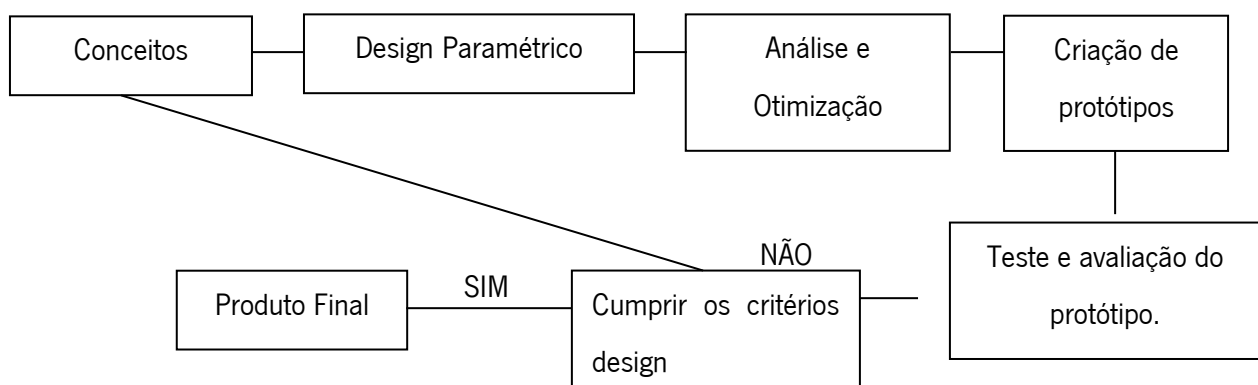 Conceitos
Design Paramétrico
Análise e
Otimização
Criação de
protótipos
Teste e avaliação do
protótipo.
NÃO
Cumprir os critérios
design
SIM
Produto Final